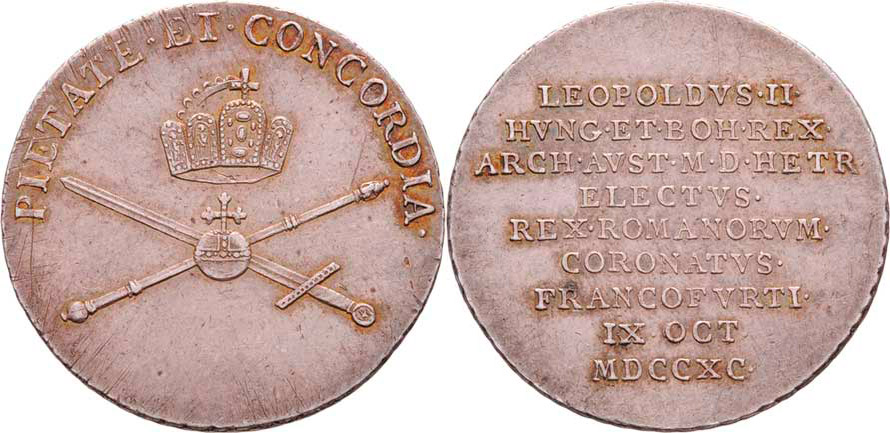 PIETATE·ET·CONCORDIA·
LEOPOLDVS·II·
HVNG·ET·BOH·REX·
ARCH·AVST·M·D·HETR·
ELECTVS·
REX·ROMANORVM·
CORONATVS·
FRANCOFVRTI·
IX·OCT·
MDCCXC·